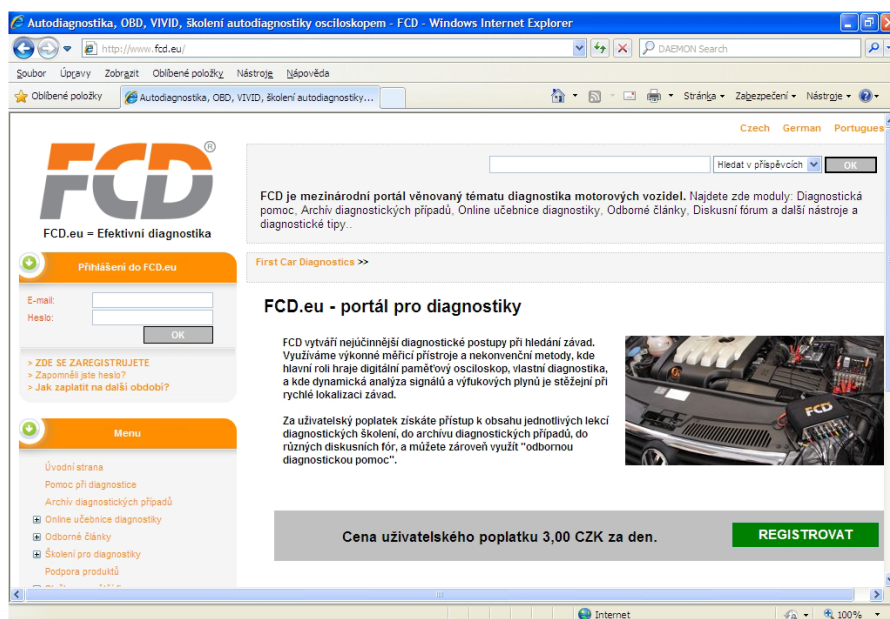 Autodiagnostika, OBD, VIVID, školení autodiagnostiky osciloskopem - FCD - Windows Internet Explorer
http://www.fcd.eu/
DAEMON Search
Soubor Úpravy Zobrazit Oblíbené položky Nástroje Nápověda
Oblíbené položky
Autodiagnostika, OBD, VIVID, školení autodiagnostiky...
Stránka Zabezpečení Nástroje
Czech German Portugues
FCD®
FCD.eu = Efektivní diagnostika
Hledat v příspěvcích
OK
FCD je mezinárodní portál věnovaný tématu diagnostika motorových vozidel. Najdete zde moduly: Diagnostická
pomoc, Archív diagnostických případů, Online učebnice diagnostiky, Odborné články, Diskusní fórum a další nástroje a
diagnostické tipy..
Přihlášení do FCD.eu
E-mail:
Heslo:
OK
> ZDE SE ZAREGISTRUJETE
> Zapomněli jste heslo?
> Jak zaplatit na další období?
Menu
Úvodní strana
Pomoc při diagnostice
Archív diagnostických případů
Online učebnice diagnostiky
Odborné články
Školení pro diagnostiky
Podpora produktů
First Car Diagnostics >>
FCD.eu - portál pro diagnostiky
FCD vytváří nejúčinnější diagnostické postupy při hledání závad.
Využíváme výkonné měřicí přístroje a nekonvenční metody, kde
hlavní roli hraje digitální paměťový osciloskop, vlastní diagnostika,
a kde dynamická analýza signálů a výfukových plynů je stěžejní při
rychlé lokalizaci závad.
Za uživatelský poplatek získáte přístup k obsahu jednotlivých lekcí
diagnostických školení, do archívu diagnostických případů, do
různých diskusních fór, a můžete zároveň využít "odbornou
diagnostickou pomoc".
FCD
Cena uživatelského poplatku 3,00 CZK za den.
REGISTROVAT
Internet
100%